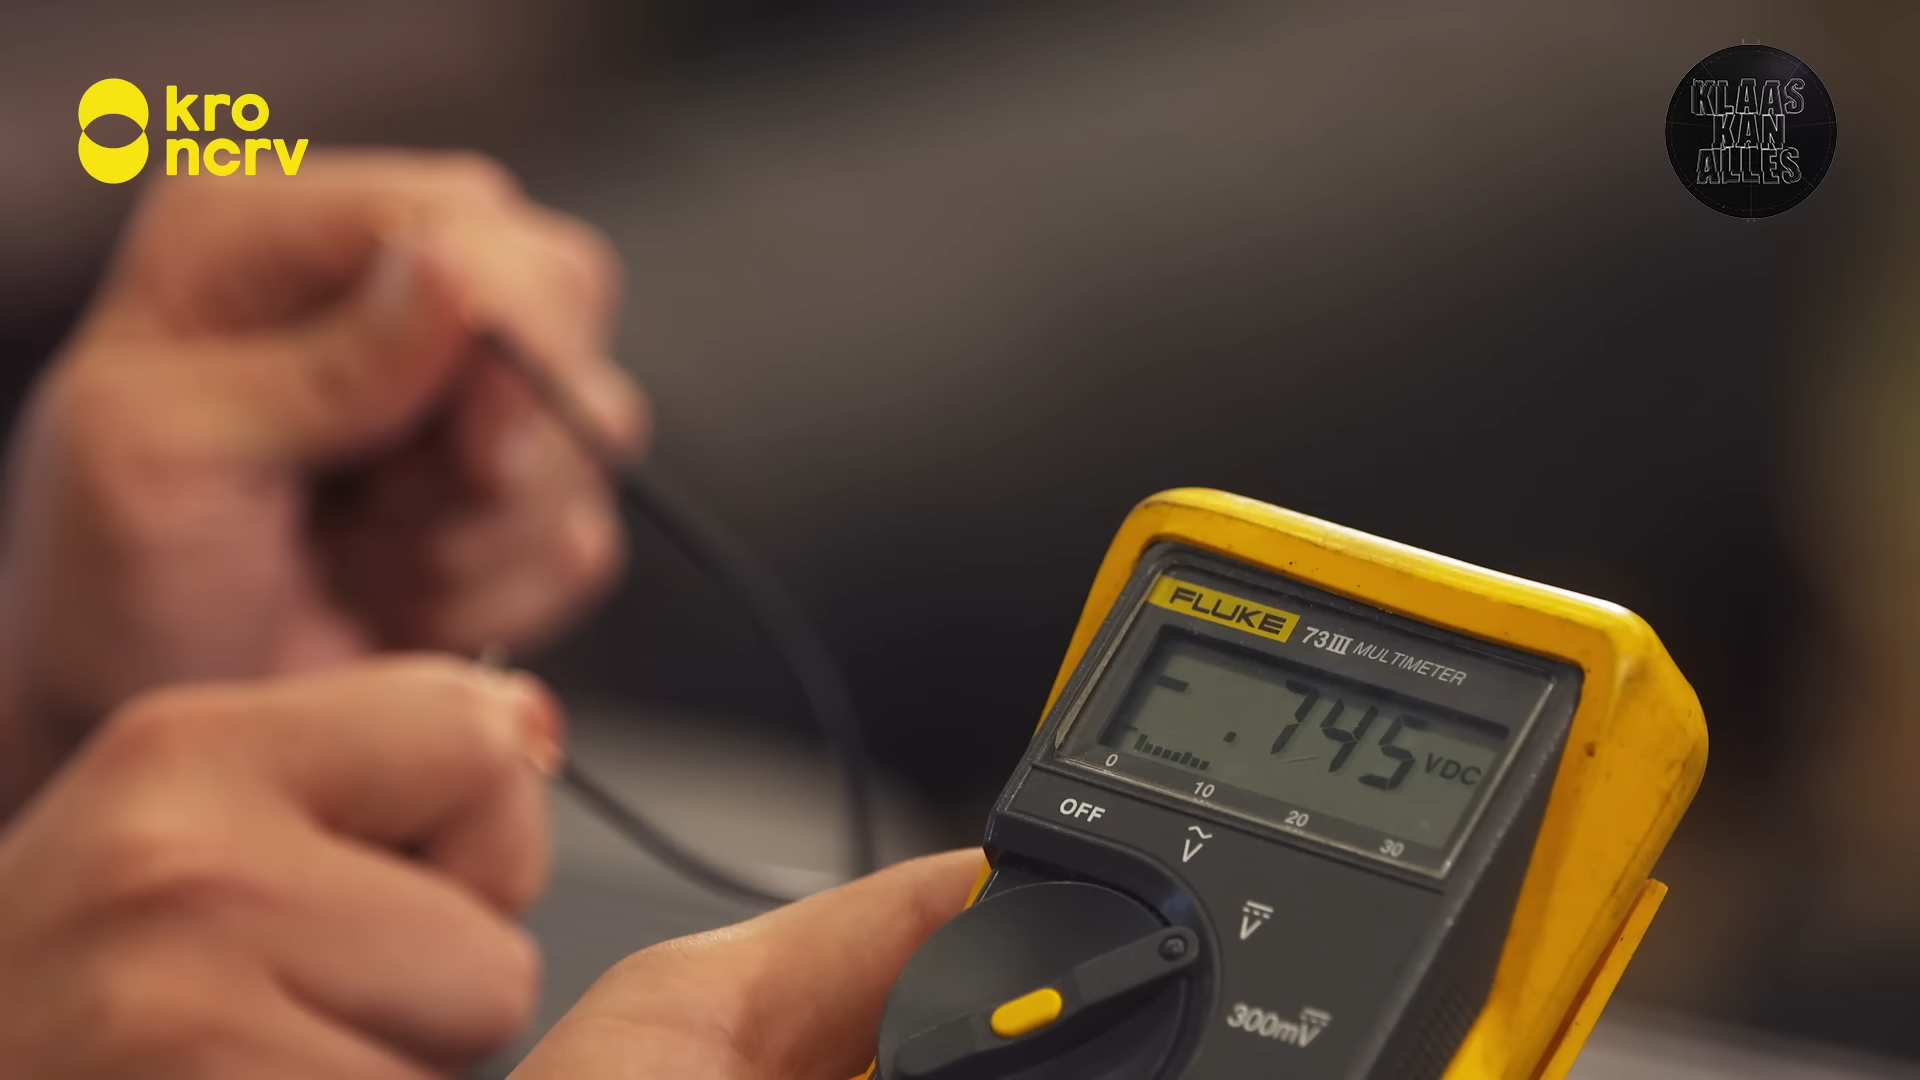 kro
ncrv
KLAAS
KAN
ALLES
FLUKE 73III MULTIMETER
- .745 VDC
0 10 20 30
OFF
V
V
300mV